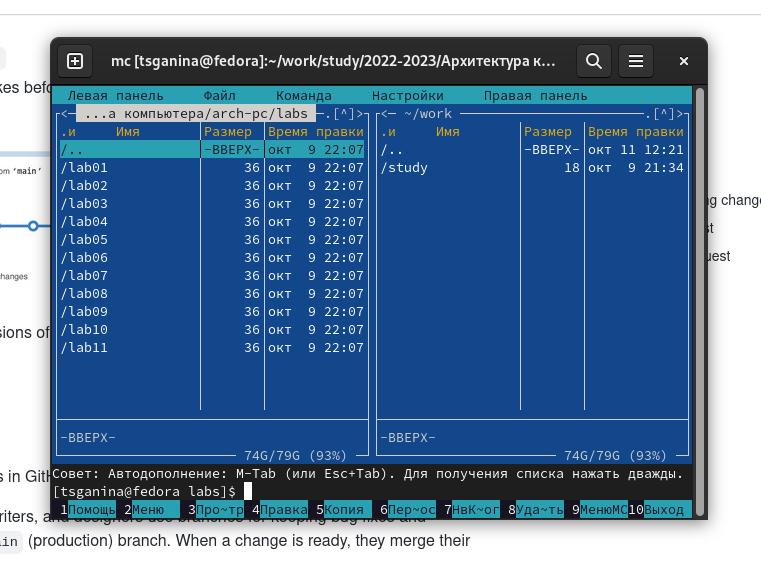 mc [tsganina@fedora]:~/work/study/2022-2023/Архитектура к...
Левая панель Файл Команда Настройки Правая панель
<─ ...а компьютера/arch-pc/labs ─.[^]>
.и Имя Размер Время правки
/.. -ВВЕРХ- окт 9 22:07
/lab01 36 окт 9 22:07
/lab02 36 окт 9 22:07
/lab03 36 окт 9 22:07
/lab04 36 окт 9 22:07
/lab05 36 окт 9 22:07
/lab06 36 окт 9 22:07
/lab07 36 окт 9 22:07
/lab08 36 окт 9 22:07
/lab09 36 окт 9 22:07
/lab10 36 окт 9 22:07
/lab11 36 окт 9 22:07
-ВВЕРХ-
74G/79G (93%)
<─ ~/work ─.[^]>
.и Имя Размер Время правки
/.. -ВВЕРХ- окт 11 12:21
/study 18 окт 9 21:34
-ВВЕРХ-
74G/79G (93%)
Совет: Автодополнение: M-Tab (или Esc+Tab). Для получения списка нажать дважды.
[tsganina@fedora labs]$
1Помощь 2Меню 3Про~тр 4Правка 5Копия 6Пер~ос 7НвК~ог 8Уда~ть 9МенюMC 10Выход
om 'main'
changes
sions of
s in Gith
riters, and designers use branches for keeping bug fixes and
(production) branch. When a change is ready, they merge their